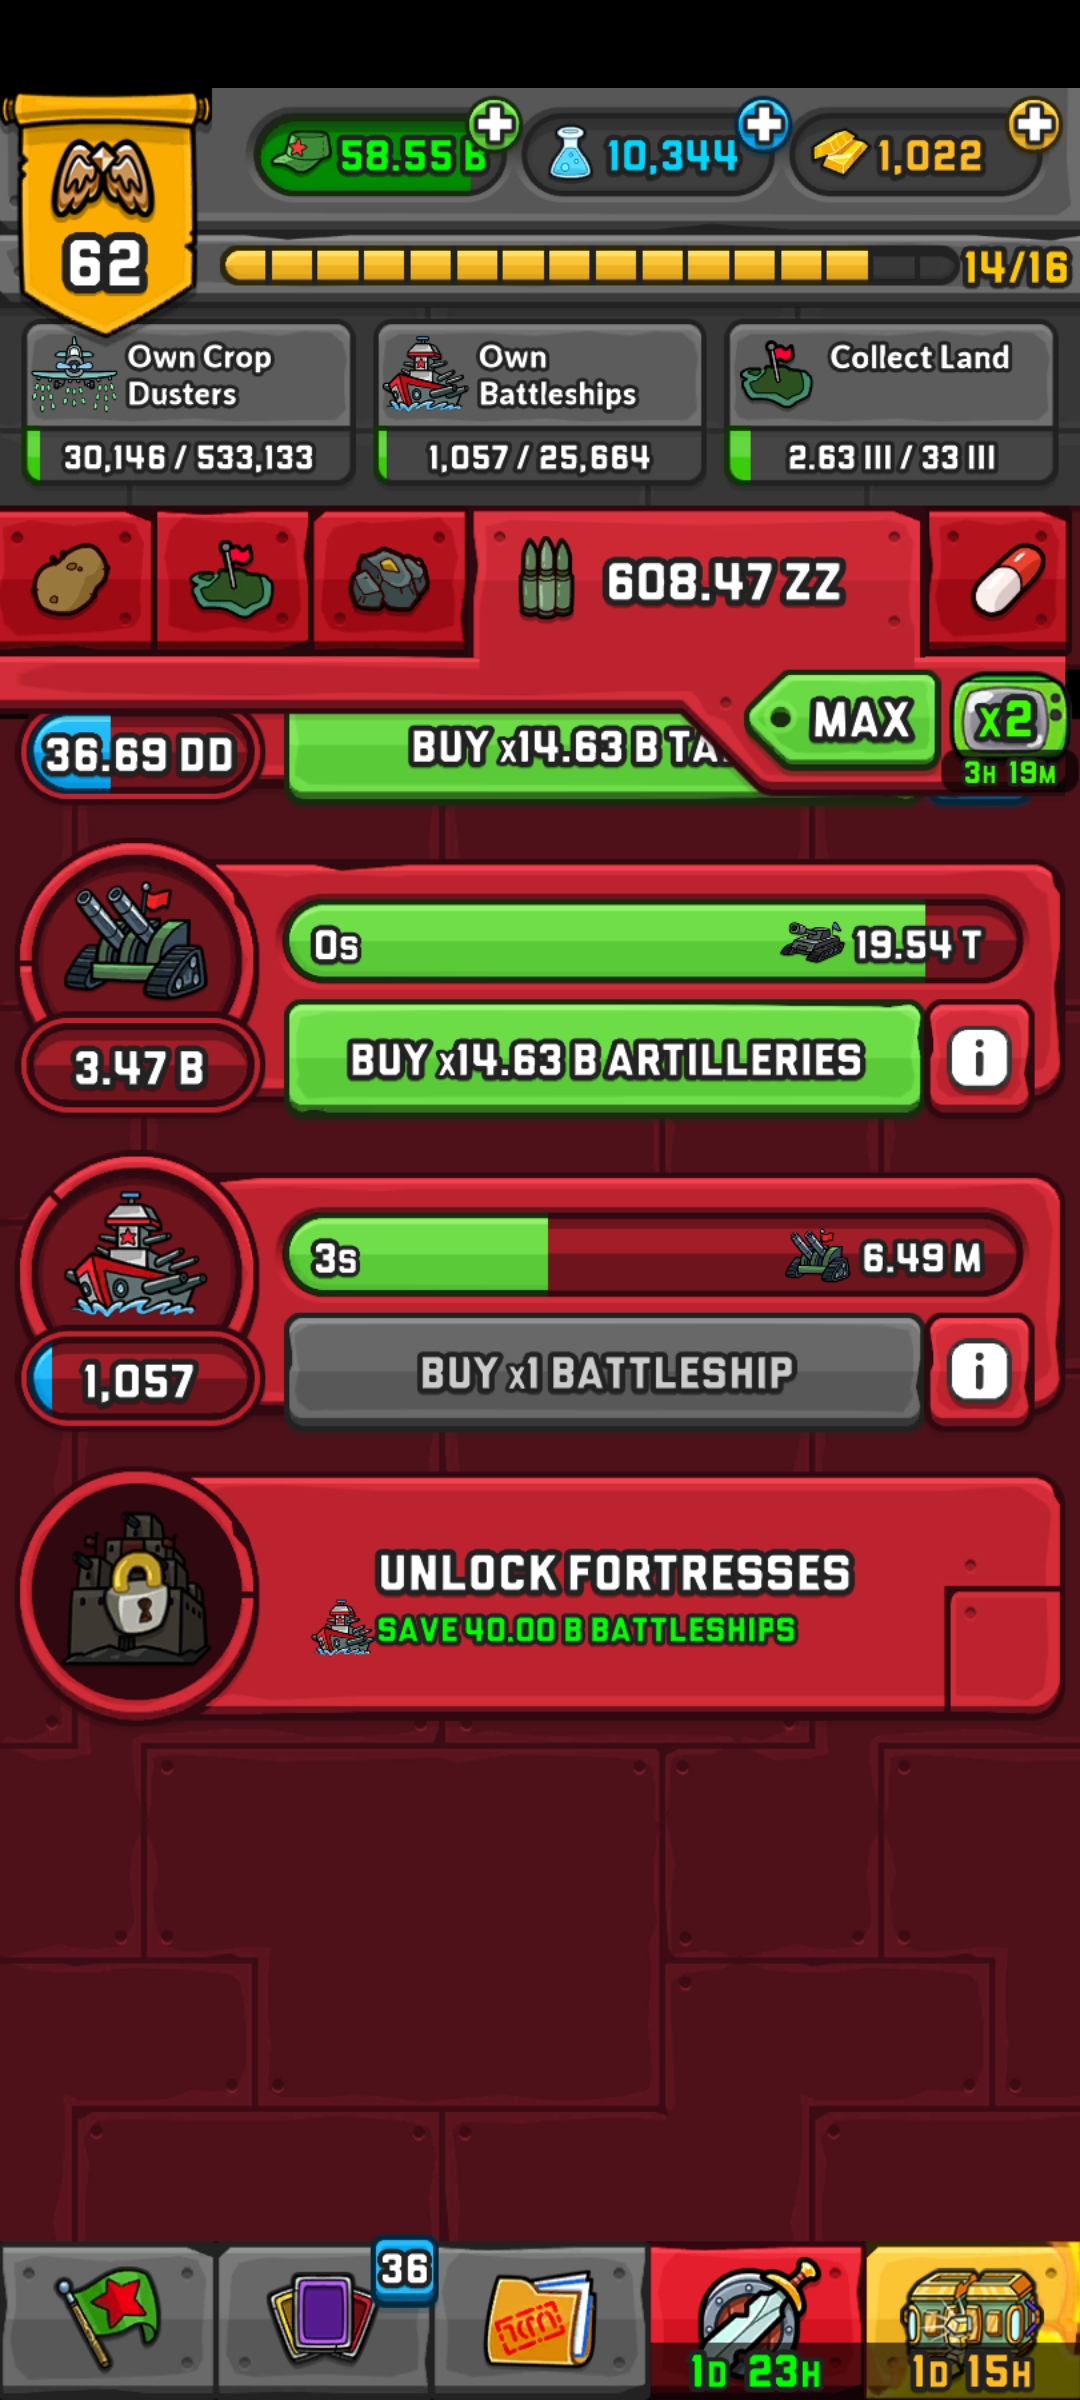 58.55 B
10,344
1,022
62
14/16
Own Crop
Dusters
30,146 / 533,133
Own
Battleships
1,057 / 25,664
Collect Land
2.63 III / 33 III
608.47 ZZ
MAX
x2
3H 19M
36.69 DD
BUY x14.63 B TA
0s
19.54 T
3.47 B
BUY x14.63 B ARTILLERIES
i
3s
6.49 M
1,057
BUY x1 BATTLESHIP
i
UNLOCK FORTRESSES
SAVE 40.00 B BATTLESHIPS
36
1D 23H
1D 15H